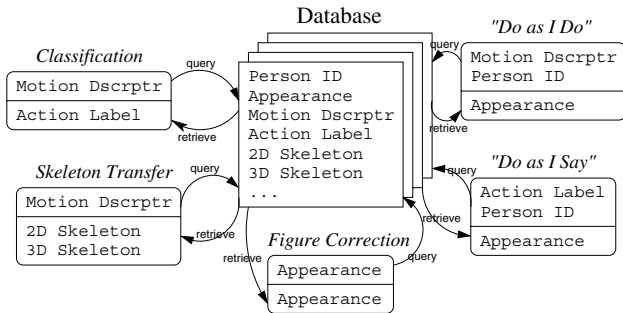 Database
Classification
query
Motion Dscrptr
Action Label
retrieve
Skeleton Transfer
query
Motion Dscrptr
2D Skeleton
3D Skeleton
retrieve
Person ID
Appearance
Motion Dscrptr
Action Label
2D Skeleton
3D Skeleton
...
Figure Correction
retrieve
Appearance
Appearance
query
"Do as I Do"
query
Motion Dscrptr
Person ID
Appearance
retrieve
"Do as I Say"
query
Action Label
Person ID
Appearance
retrieve